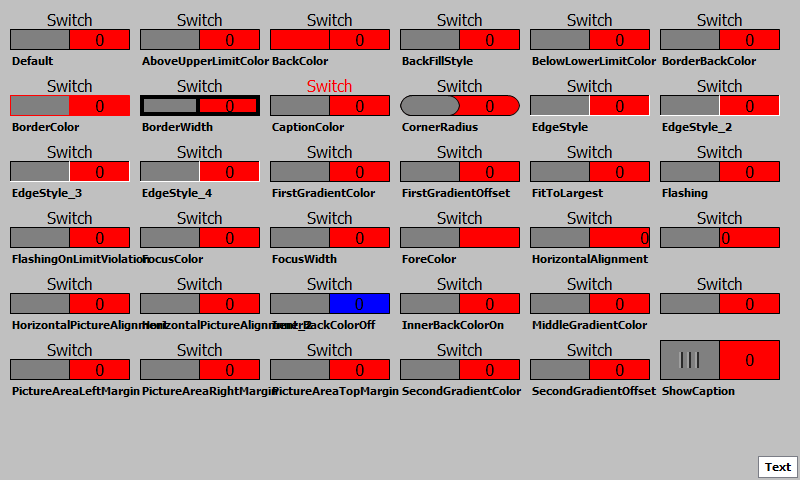 Switch Switch Switch Switch Switch Switch
0 0 0 0 0 0
Default AboveUpperLimitColor BackColor BackFillStyle BelowLowerLimitColor BorderBackColor
Switch Switch Switch Switch Switch Switch
0 0 0 0 0 0
BorderColor BorderWidth CaptionColor CornerRadius EdgeStyle EdgeStyle_2
Switch Switch Switch Switch Switch Switch
0 0 0 0 0 0
EdgeStyle_3 EdgeStyle_4 FirstGradientColor FirstGradientOffset FitToLargest Flashing
Switch Switch Switch Switch Switch Switch
0 0 0 0 0
FlashingOnLimitViolation FocusColor FocusWidth ForeColor HorizontalAlignment
Switch Switch Switch Switch Switch Switch
0 0 0 0 0 0
HorizontalPictureAlignment HorizontalPictureAlignment_2 InnerBackColorOff InnerBackColorOn MiddleGradientColor
Switch Switch Switch Switch Switch
0 0 0 0 0 0
PictureAreaLeftMargin PictureAreaRightMargin PictureAreaTopMargin SecondGradientColor SecondGradientOffset ShowCaption
Text